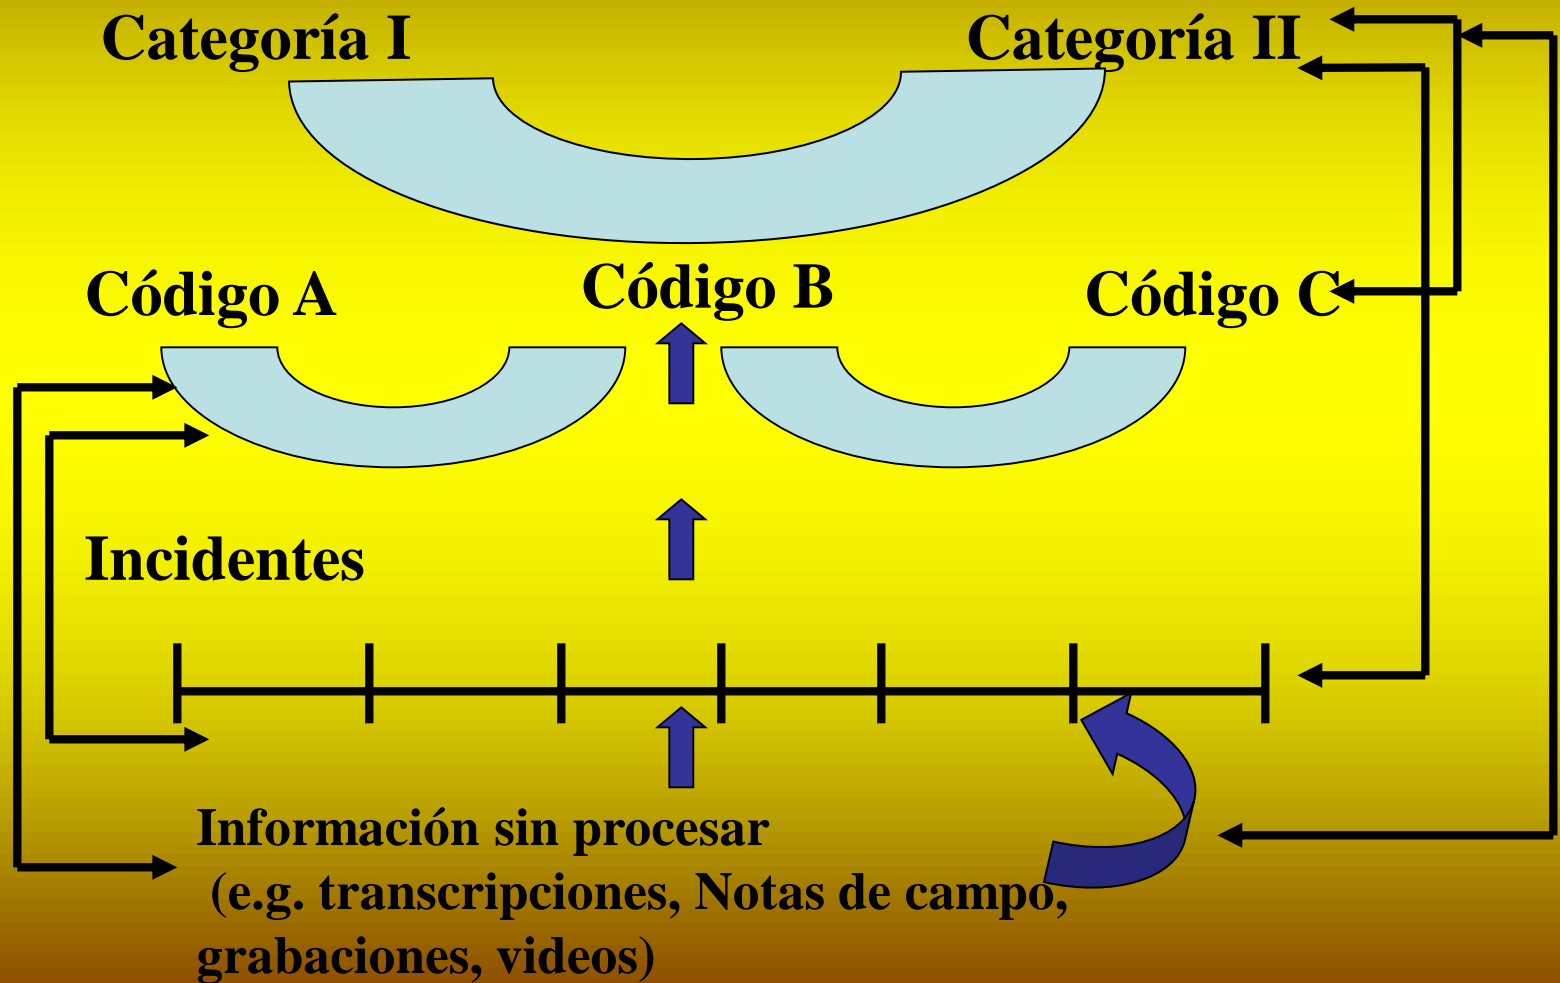 Categoría I
Categoría II
Código A
Código B
Código C
Incidentes
Información sin procesar
(e.g. transcripciones, Notas de campo,
grabaciones, videos)